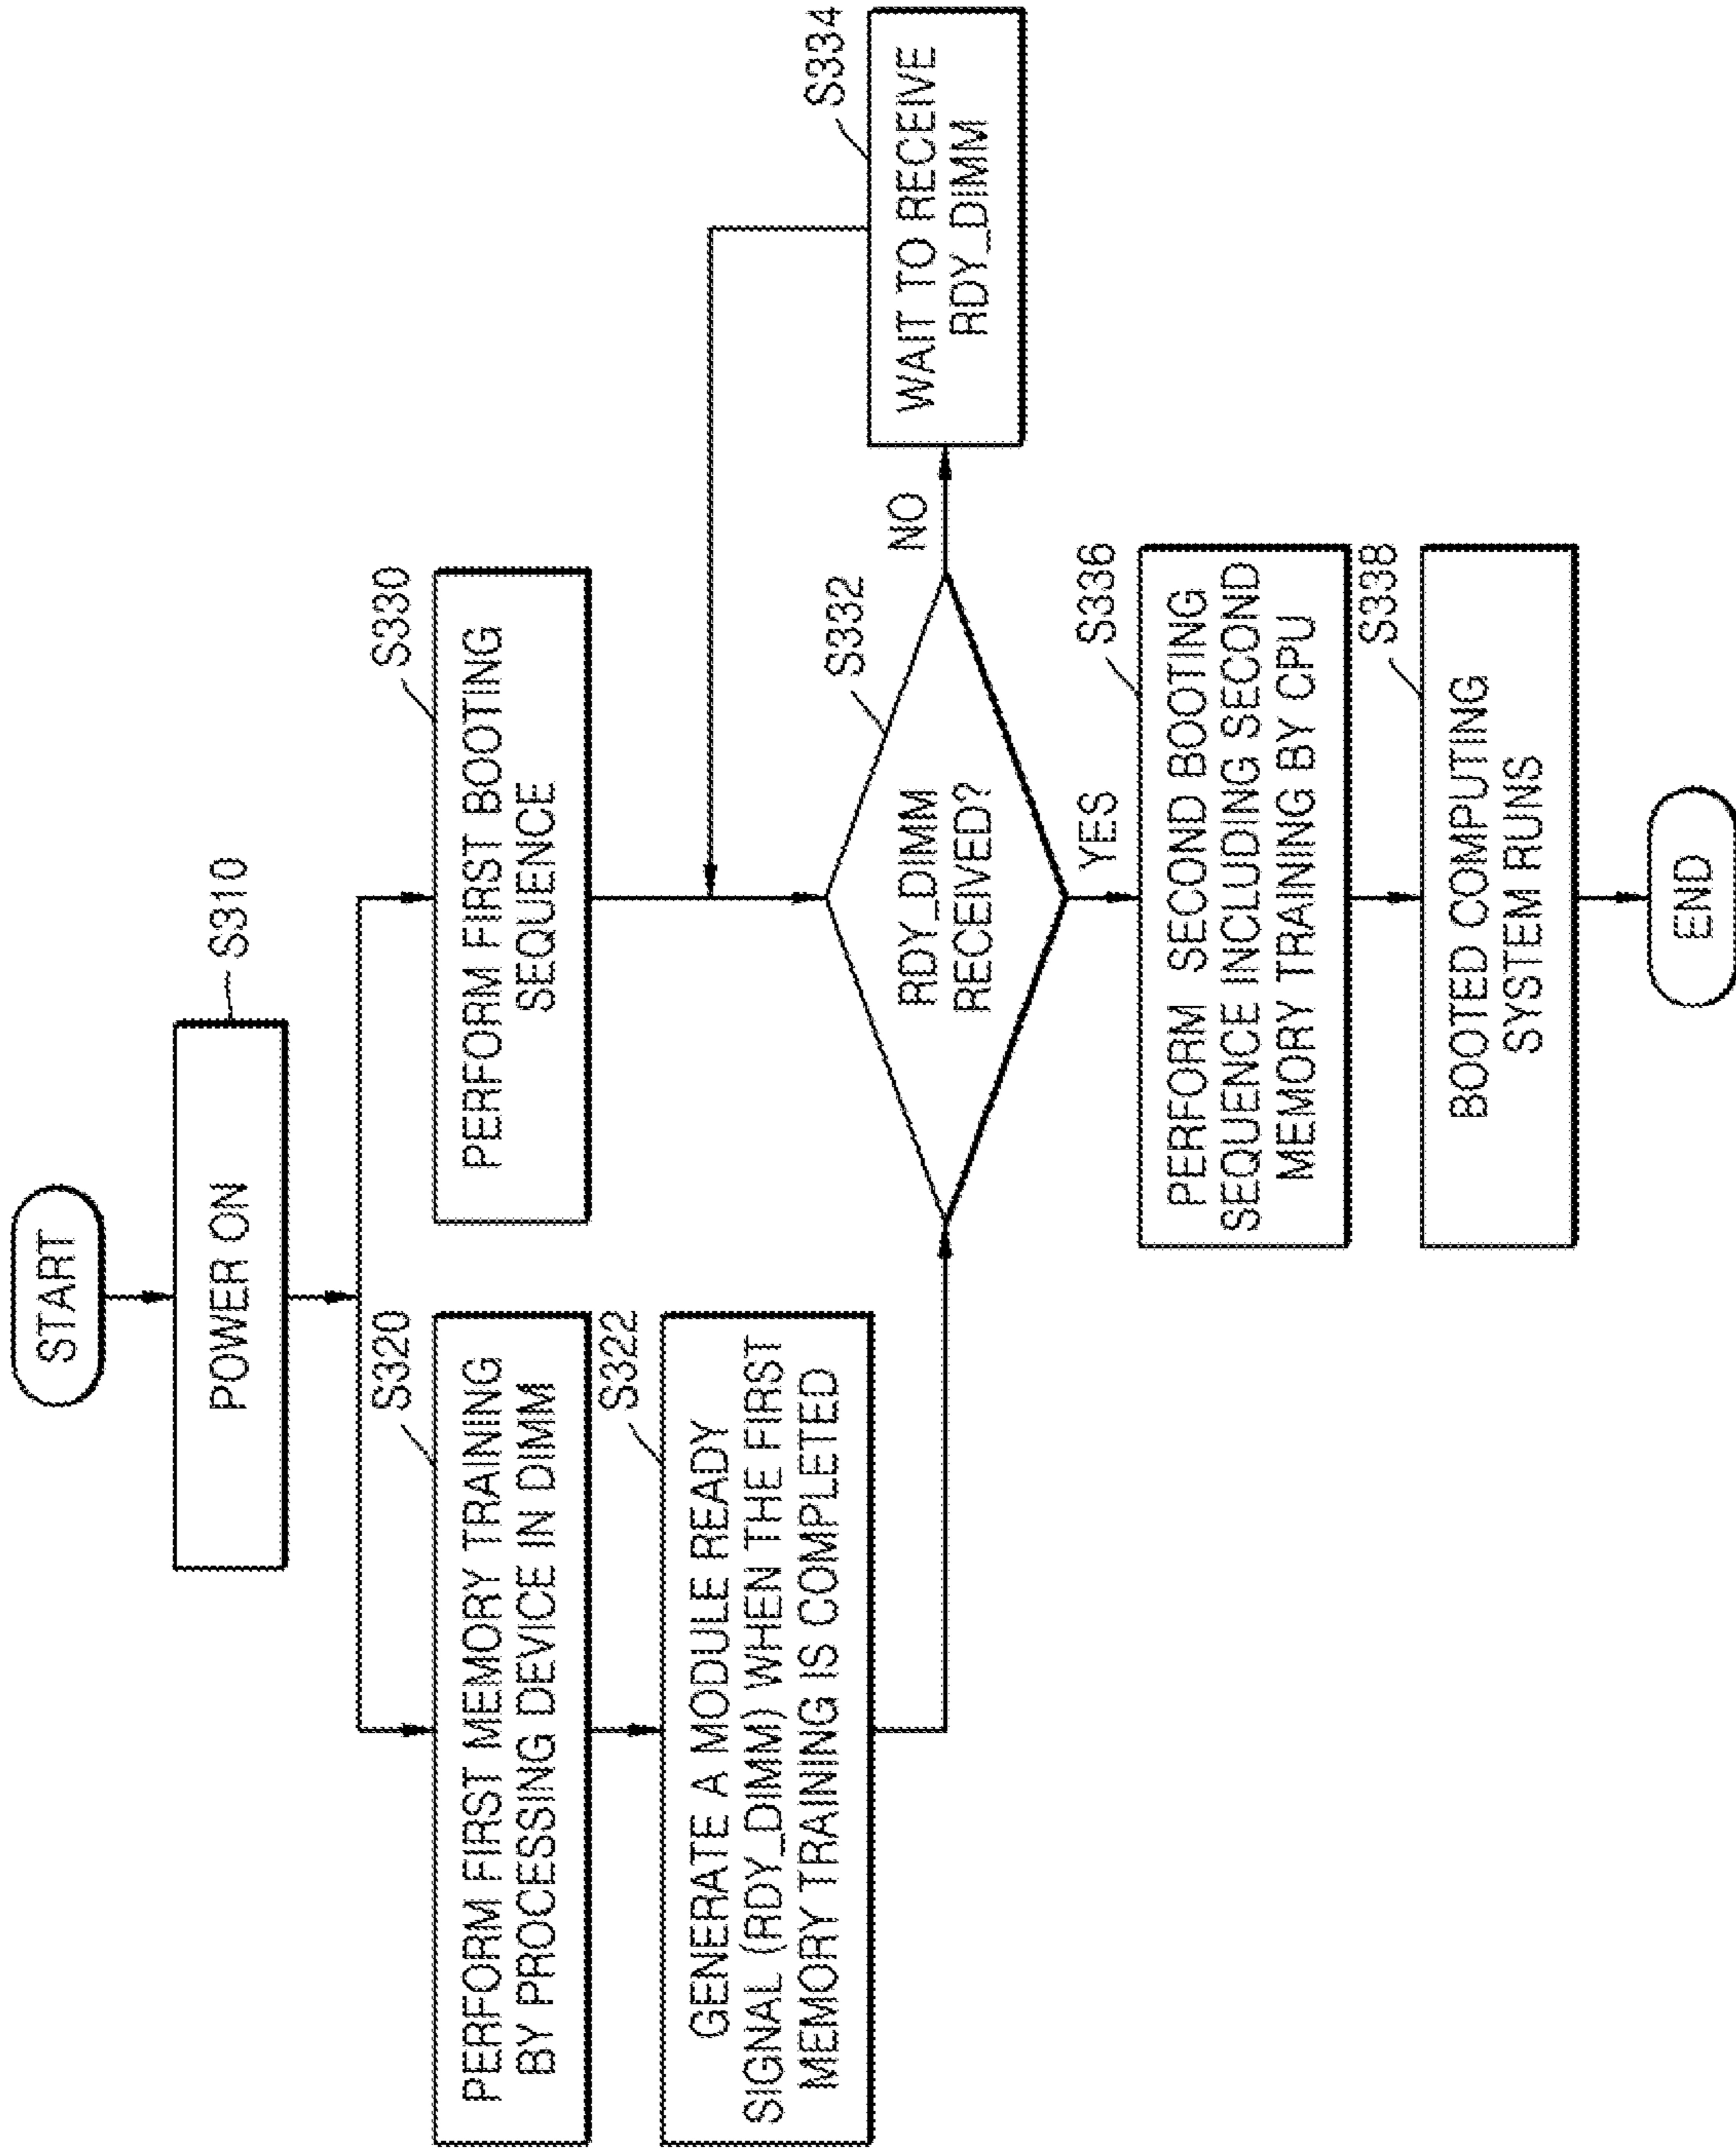 START
POWER ON
S310
PERFORM FIRST MEMORY TRAINING
BY PROCESSING DEVICE IN DIMM
S320
GENERATE A MODULE READY
SIGNAL (RDY_DIMM) WHEN THE FIRST
MEMORY TRAINING IS COMPLETED
S322
PERFORM FIRST BOOTING
SEQUENCE
S330
RDY_DIMM
RECEIVED?
S332
NO
WAIT TO RECEIVE
RDY_DIMM
S334
YES
PERFORM SECOND BOOTING
SEQUENCE INCLUDING SECOND
MEMORY TRAINING BY CPU
S336
BOOTED COMPUTING
SYSTEM RUNS
S338
END